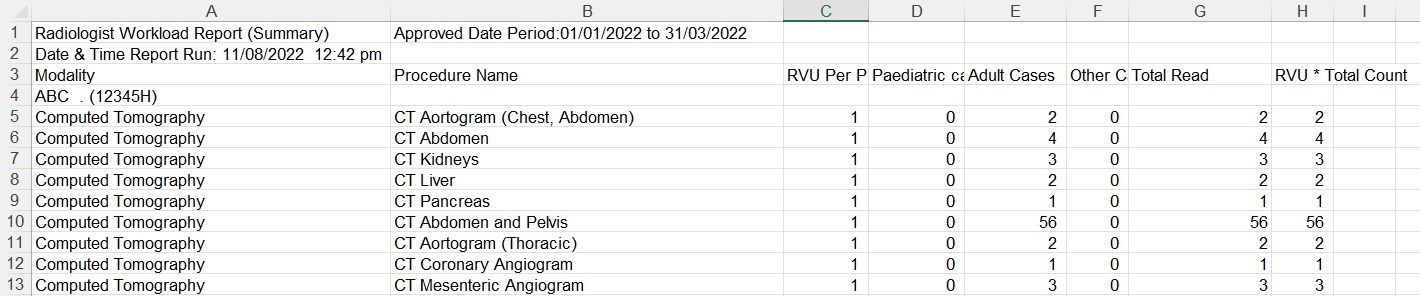 A B C D E F G H I
1 Radiologist Workload Report (Summary) Approved Date Period:01/01/2022 to 31/03/2022
2 Date & Time Report Run: 11/08/2022 12:42 pm
3 Modality Procedure Name RVU Per P Paediatric ca Adult Cases Other C Total Read RVU * Total Count
4 ABC . (12345H)
5 Computed Tomography CT Aortogram (Chest, Abdomen) 1 0 2 0 2 2
6 Computed Tomography CT Abdomen 1 0 4 0 4 4
7 Computed Tomography CT Kidneys 1 0 3 0 3 3
8 Computed Tomography CT Liver 1 0 2 0 2 2
9 Computed Tomography CT Pancreas 1 0 1 0 1 1
10 Computed Tomography CT Abdomen and Pelvis 1 0 56 0 56 56
11 Computed Tomography CT Aortogram (Thoracic) 1 0 2 0 2 2
12 Computed Tomography CT Coronary Angiogram 1 0 1 0 1 1
13 Computed Tomography CT Mesenteric Angiogram 1 0 3 0 3 3